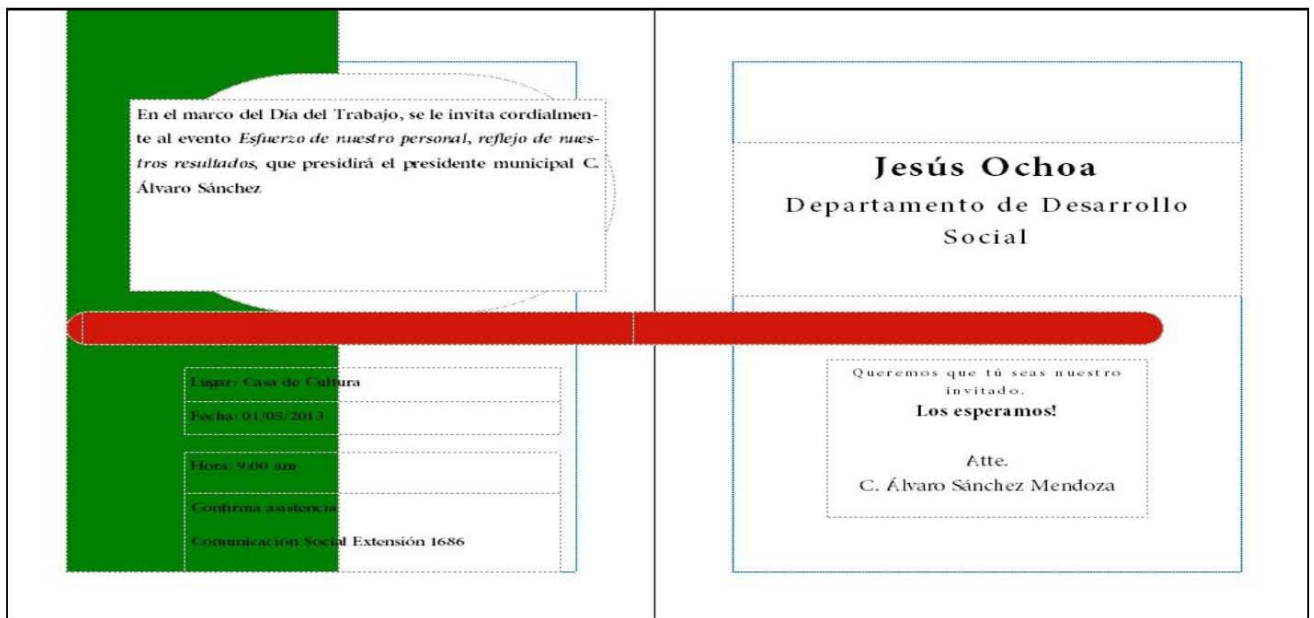 En el marco del Día del Trabajo, se le invita cordialmen-
te al evento Esfuerzo de nuestro personal, reflejo de nues-
tros resultados, que presidirá el presidente municipal C.
Álvaro Sánchez
Lugar: Casa de Cultura
Fecha: 01/05/2013
Hora: 9:00 am
Confirma asistencia
Comunicación Social Extensión 1686
Jesús Ochoa
Departamento de Desarrollo
Social
Queremos que tú seas nuestro
invitado.
Los esperamos!
Atte.
C. Álvaro Sánchez Mendoza